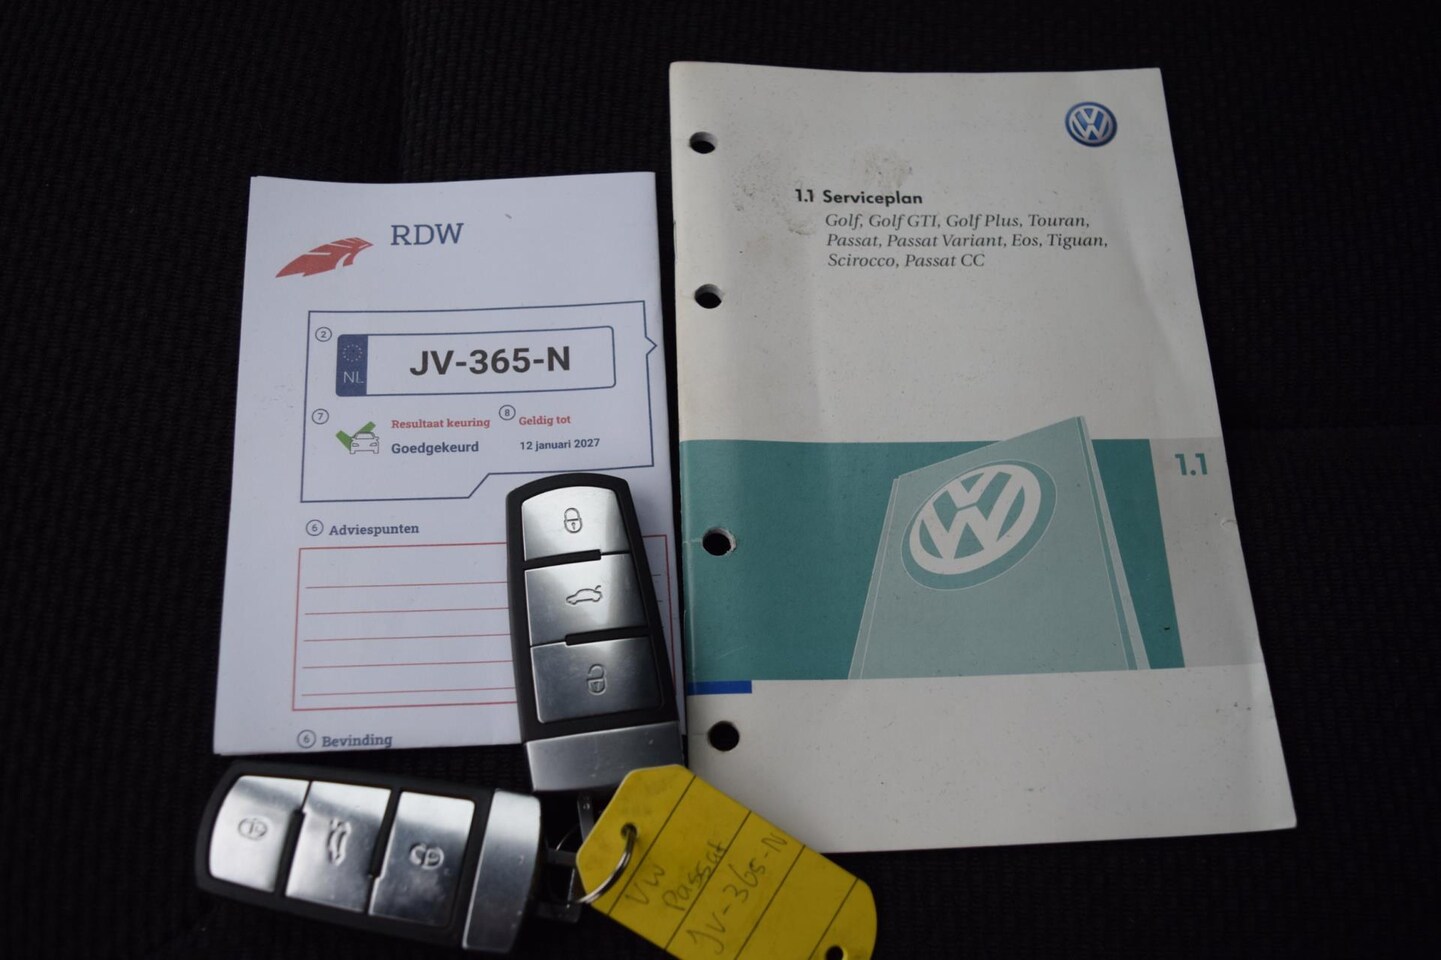 RDW
2
NL
JV-365-N
7
Resultaat keuring
Goedgekeurd
8
Geldig tot
12 januari 2027
6 Adviespunten
6 Bevinding
1.1 Serviceplan
Golf, Golf GTI, Golf Plus, Touran,
Passat, Passat Variant, Eos, Tiguan,
Scirocco, Passat CC
1.1
VW
Passat
JV-365-N